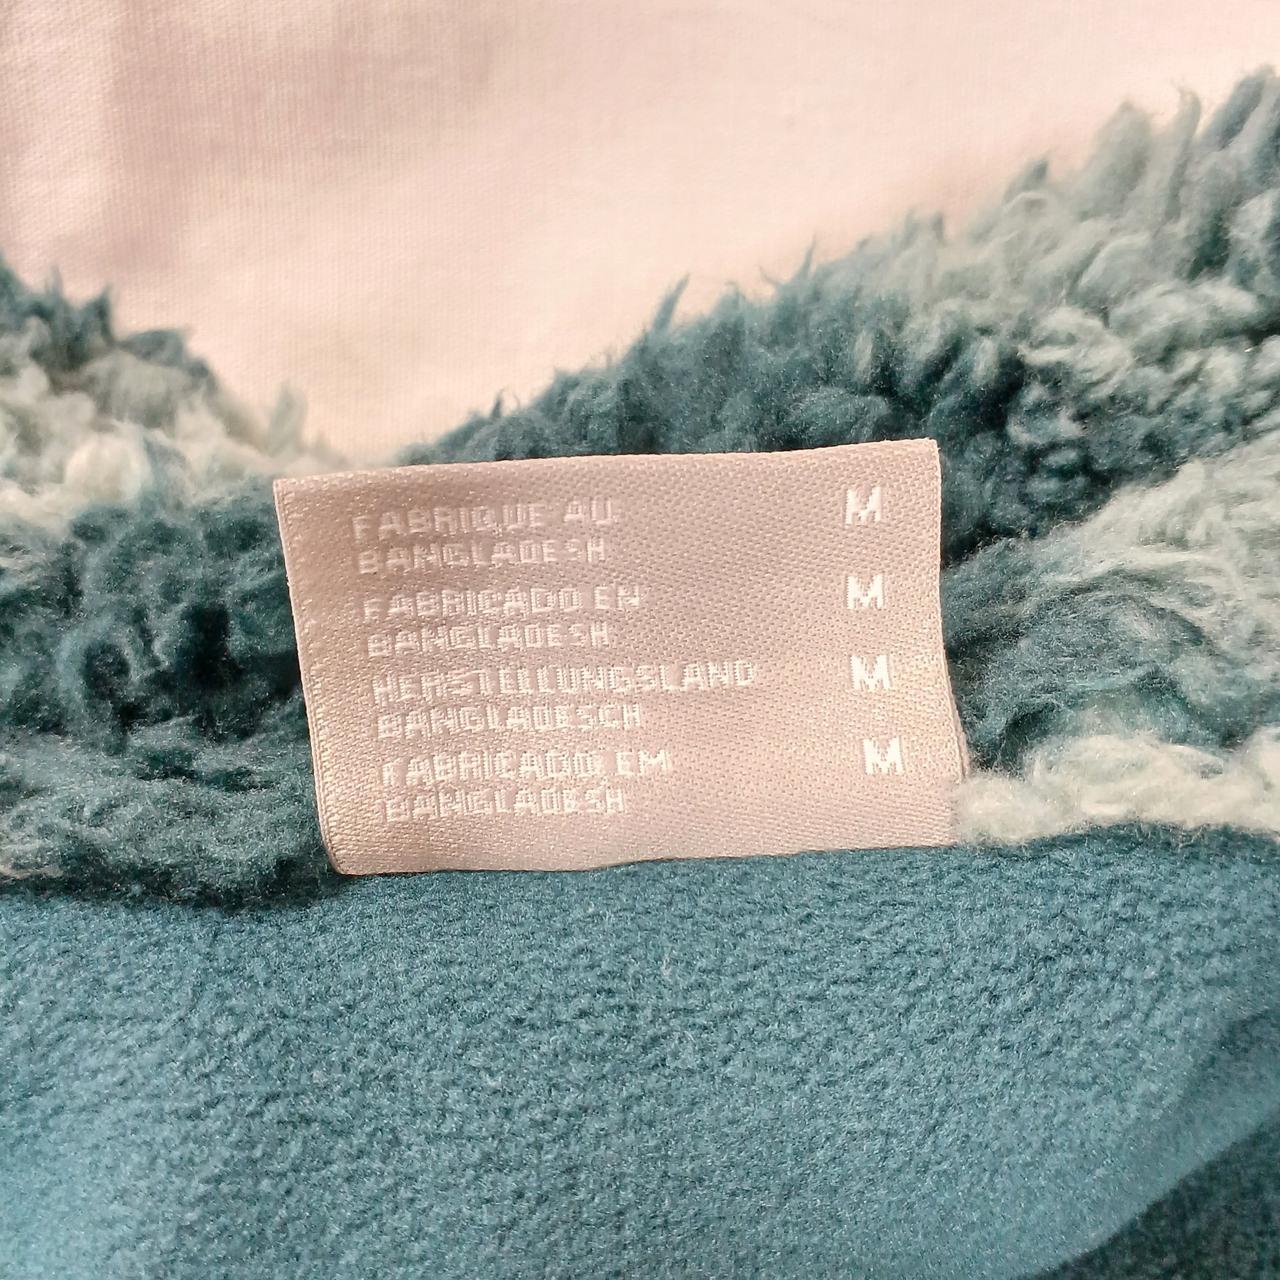 FABRIQUE AU M
BANGLADESH
FABRICADO EN M
BANGLADESH
HERSTELLUNGSLAND M
BANGLADESCH
FABRICADO EM M
BANGLADESH